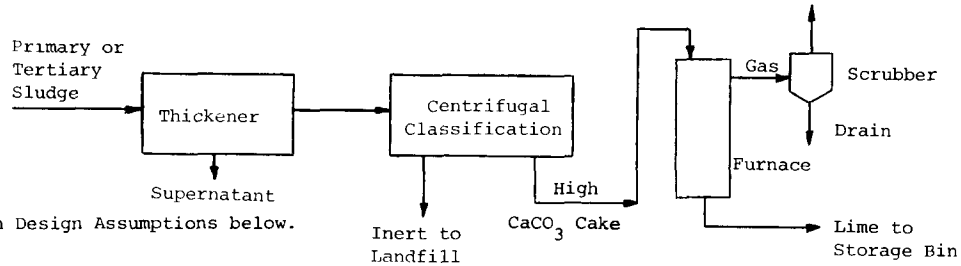 Primary or
Tertiary
Sludge
Thickener
Supernatant
Centrifugal
Classification
Inert to
Landfill
High
CaCO3 Cake
Furnace
Gas
Scrubber
Drain
Lime to
Storage Bin
Design Assumptions below.